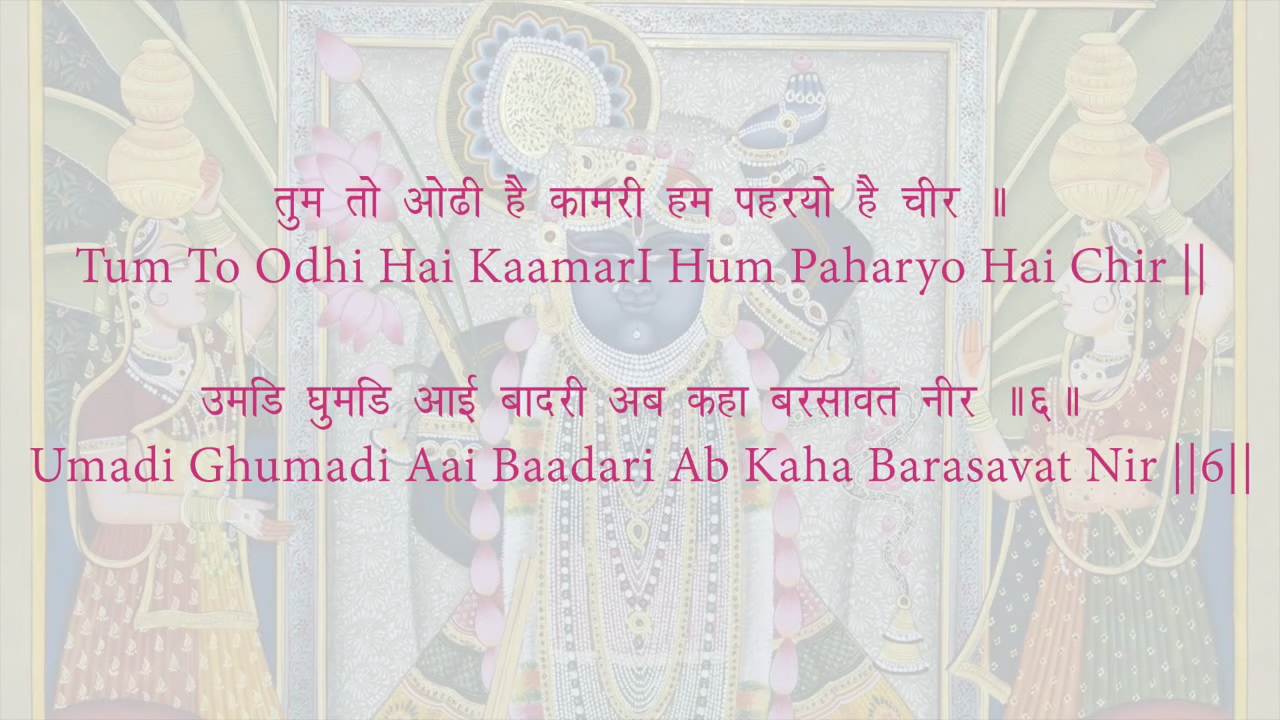 तुम तो ओढी है कामरी हम पहरयो है चीर ॥
Tum To Odhi Hai KaamarI Hum Paharyo Hai Chir ||
उमडि घुमडि आई बादरी अब कहा बरसावत नीर ॥६॥
Umadi Ghumadi Aai Baadari Ab Kaha Barasavat Nir ||6||